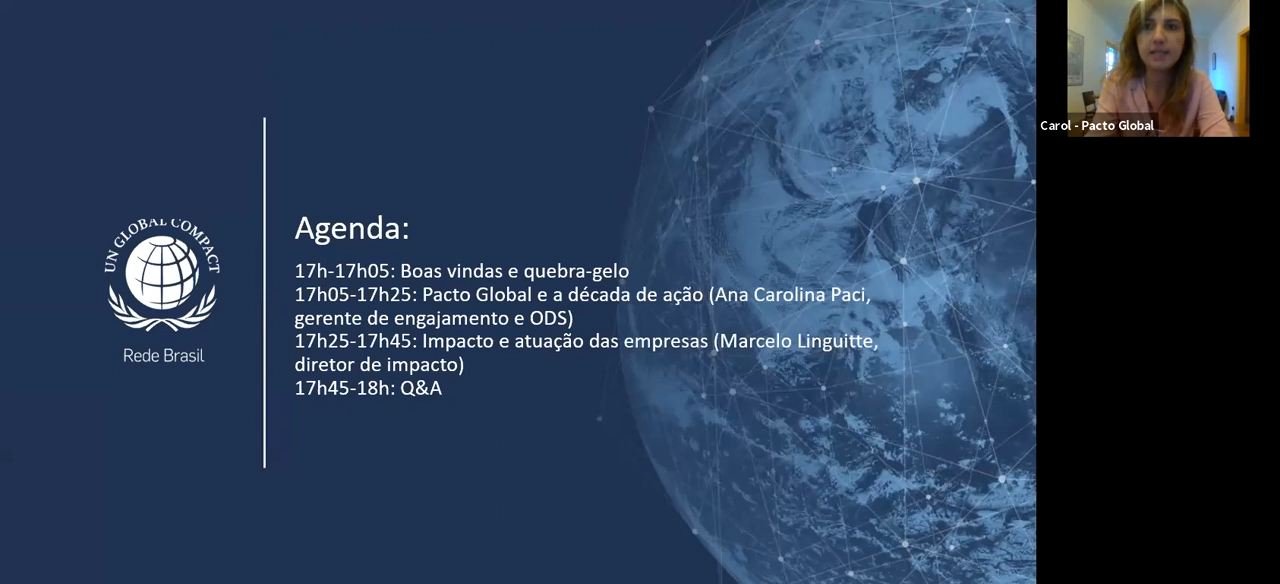 UN GLOBAL COMPACT
Rede Brasil
Agenda:
17h-17h05: Boas vindas e quebra-gelo
17h05-17h25: Pacto Global e a década de ação (Ana Carolina Paci,
gerente de engajamento e ODS)
17h25-17h45: Impacto e atuação das empresas (Marcelo Linguitte,
diretor de impacto)
17h45-18h: Q&A
Carol - Pacto Global